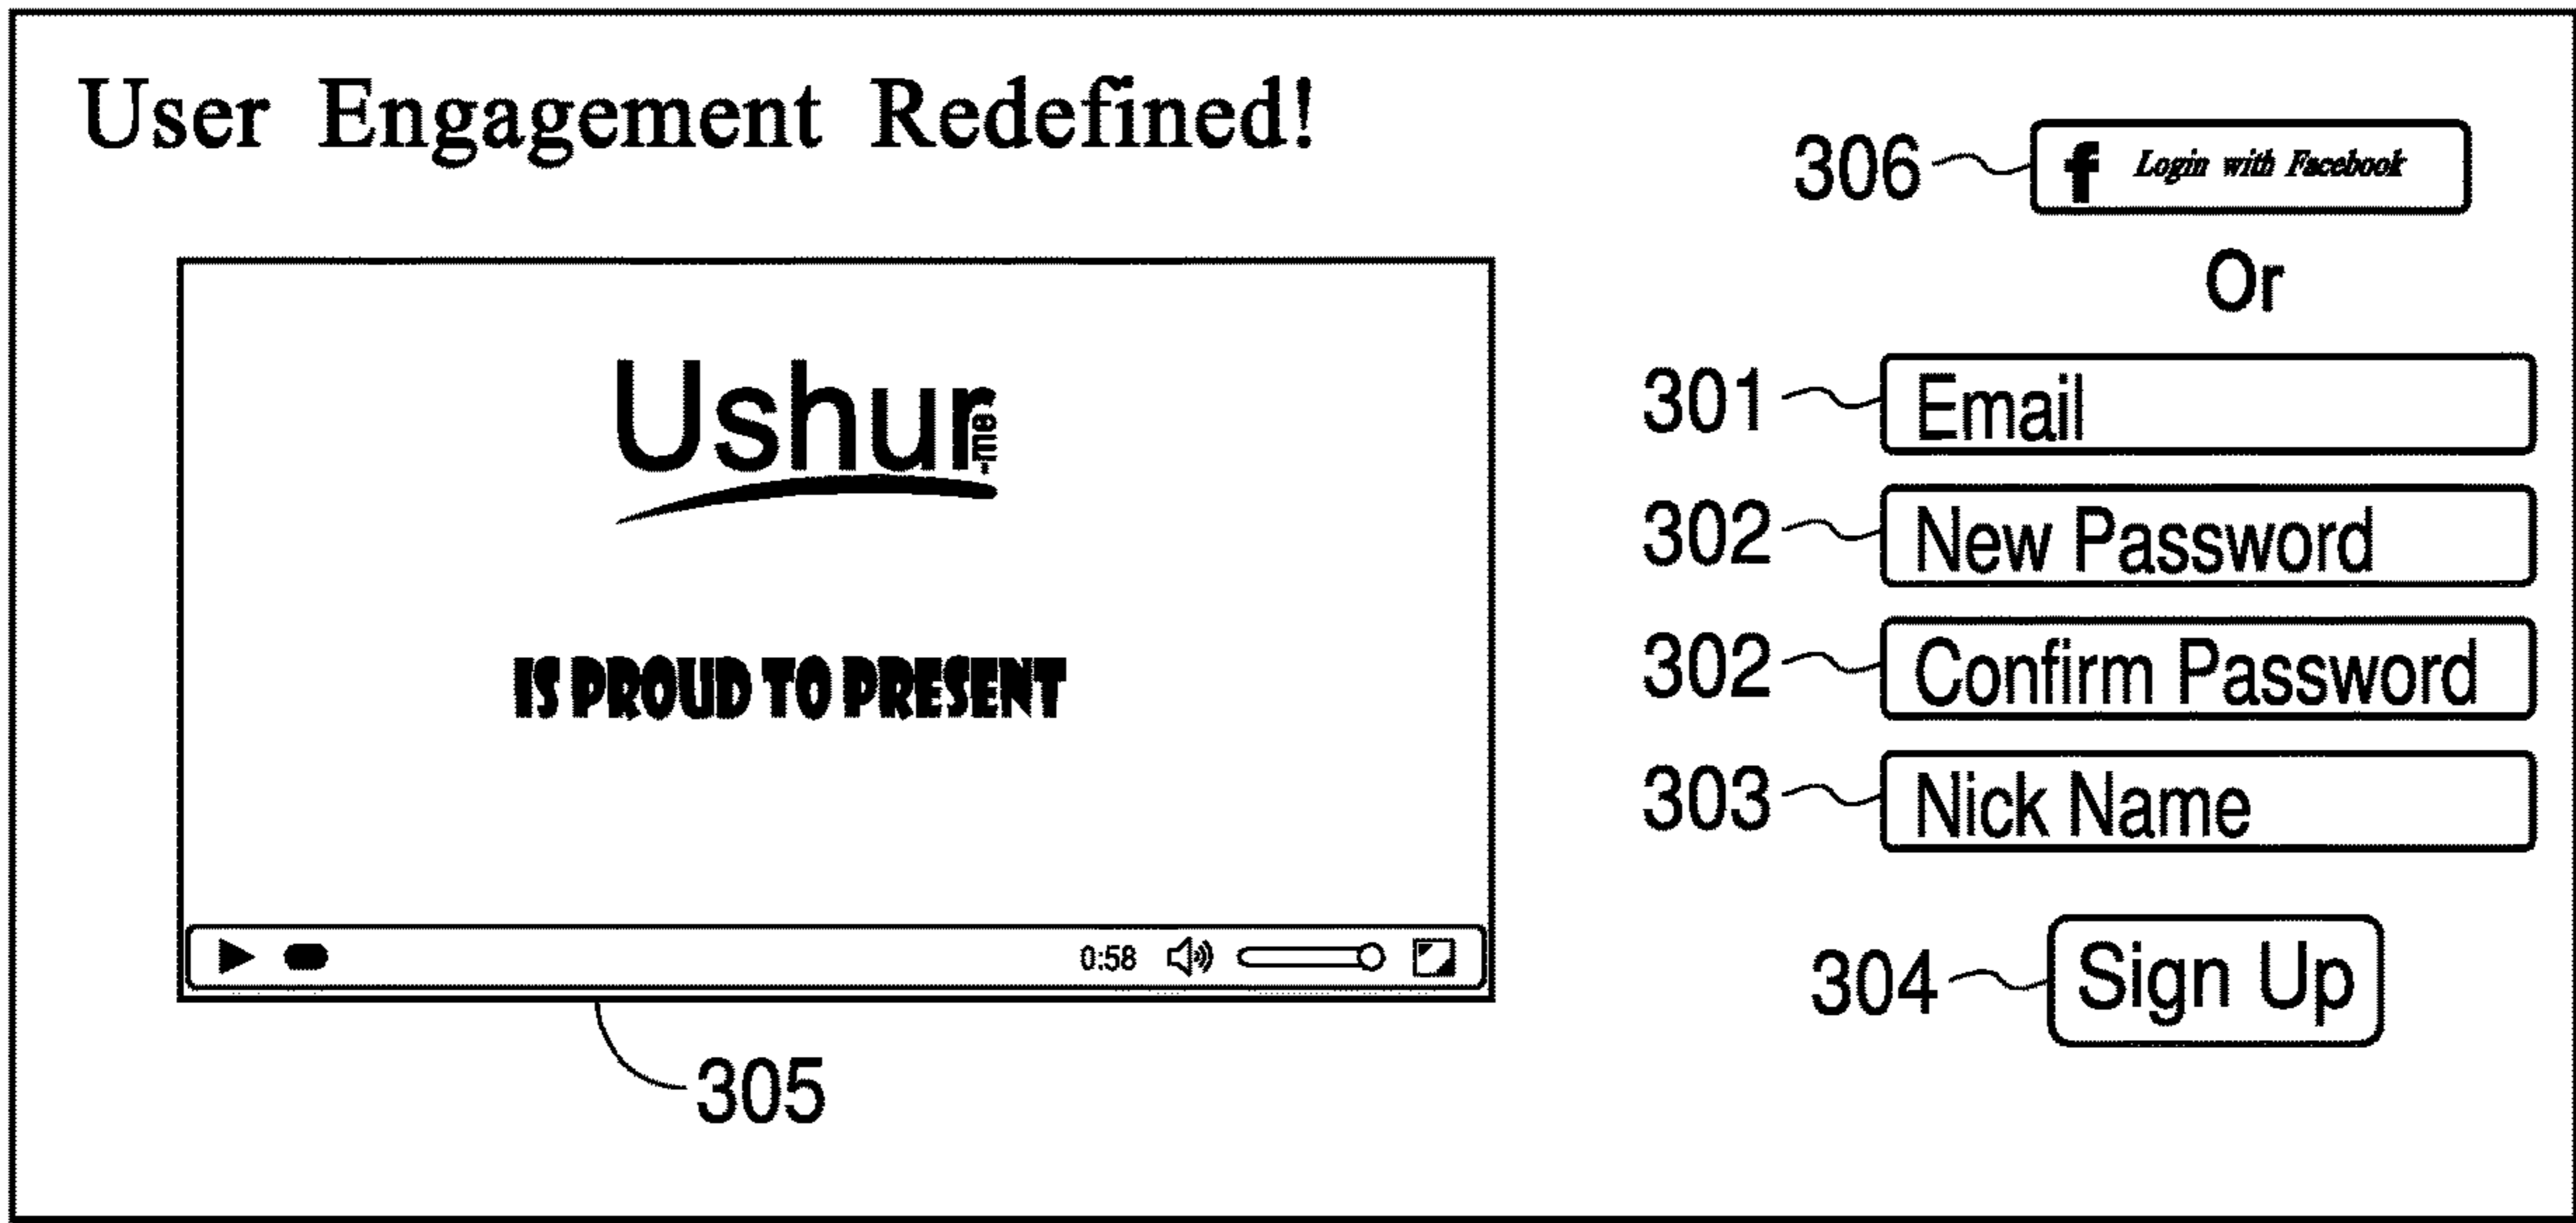 User Engagement Redefined!
306 f Login with Facebook
Or
Ushur
-me
IS PROUD TO PRESENT
0:58
305
301 Email
302 New Password
302 Confirm Password
303 Nick Name
304 Sign Up